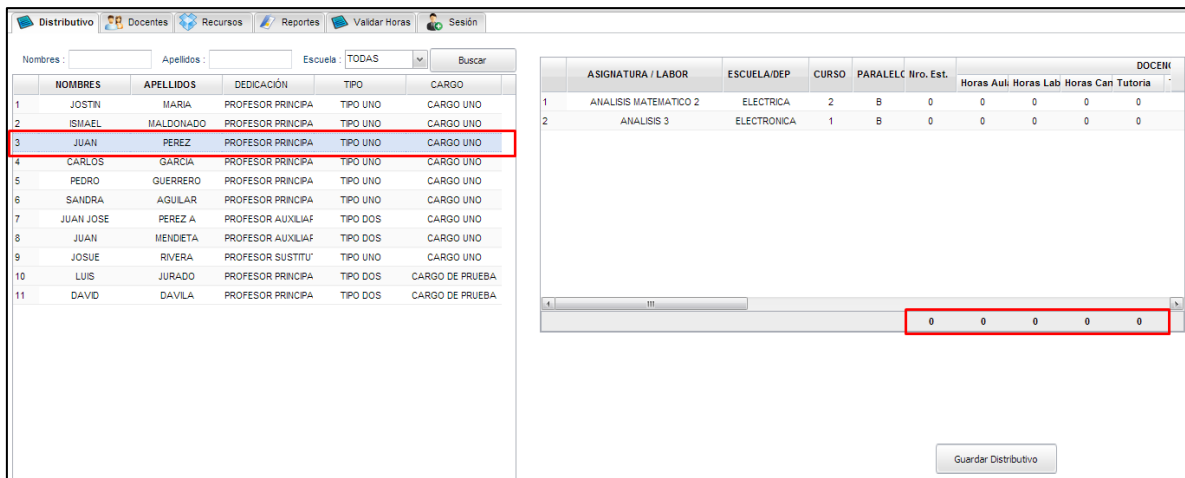 Distributivo Docentes Recursos Reportes Validar Horas Sesión
Nombres : Apellidos : Escuela : TODAS Buscar
NOMBRES APELLIDOS DEDICACIÓN TIPO CARGO
1 JOSTIN MARIA PROFESOR PRINCIPA TIPO UNO CARGO UNO
2 ISMAEL MALDONADO PROFESOR PRINCIPA TIPO UNO CARGO UNO
3 JUAN PEREZ PROFESOR PRINCIPA TIPO UNO CARGO UNO
4 CARLOS GARCIA PROFESOR PRINCIPA TIPO UNO CARGO UNO
5 PEDRO GUERRERO PROFESOR PRINCIPA TIPO UNO CARGO UNO
6 SANDRA AGUILAR PROFESOR PRINCIPA TIPO UNO CARGO UNO
7 JUAN JOSE PEREZ A PROFESOR AUXILIAF TIPO DOS CARGO UNO
8 JUAN MENDIETA PROFESOR AUXILIAF TIPO DOS CARGO UNO
9 JOSUE RIVERA PROFESOR SUSTITU TIPO UNO CARGO UNO
10 LUIS JURADO PROFESOR PRINCIPA TIPO DOS CARGO DE PRUEBA
11 DAVID DAVILA PROFESOR PRINCIPA TIPO DOS CARGO DE PRUEBA
DOCEN
ASIGNATURA / LABOR ESCUELA/DEP CURSO PARALELO Nro. Est.
Horas Aul Horas Lab Horas Can Tutoria
1 ANALISIS MATEMATICO 2 ELECTRICA 2 B 0 0 0 0 0
2 ANALISIS 3 ELECTRONICA 1 B 0 0 0 0 0
0 0 0 0 0
Guardar Distributivo